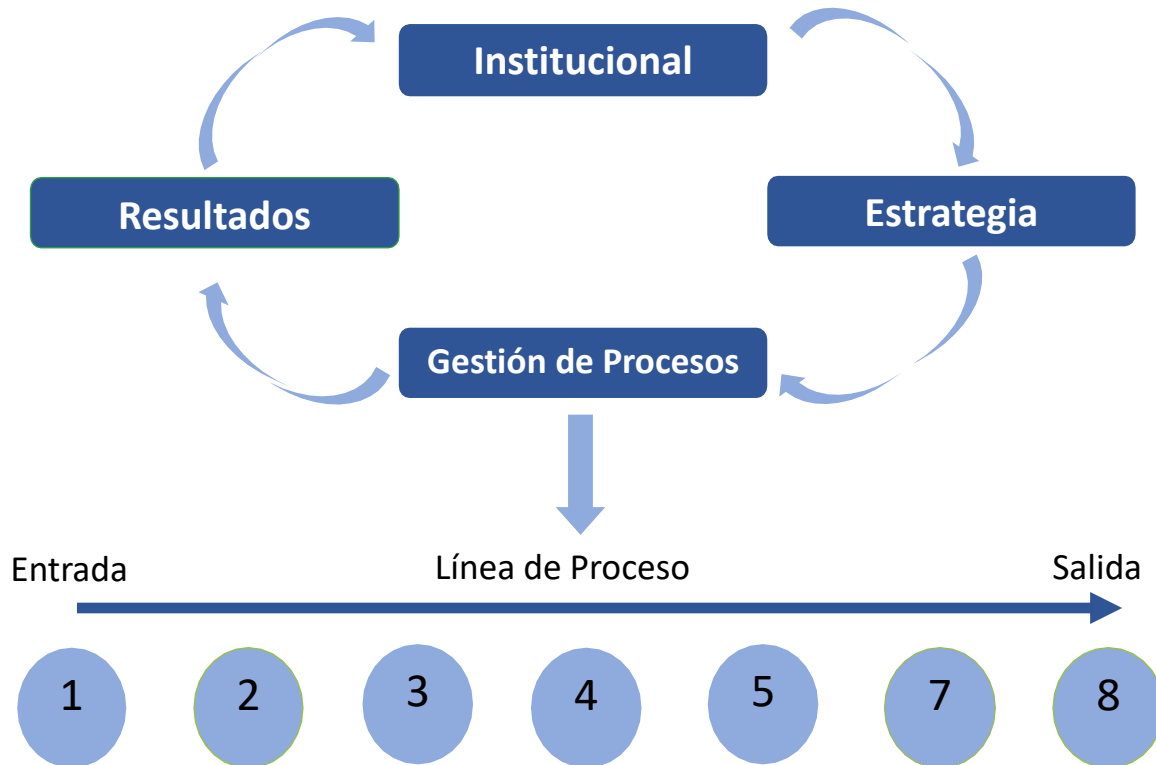 Institucional
Resultados
Estrategia
Gestión de Procesos
Entrada
Línea de Proceso
Salida
1 2 3 4 5 7 8